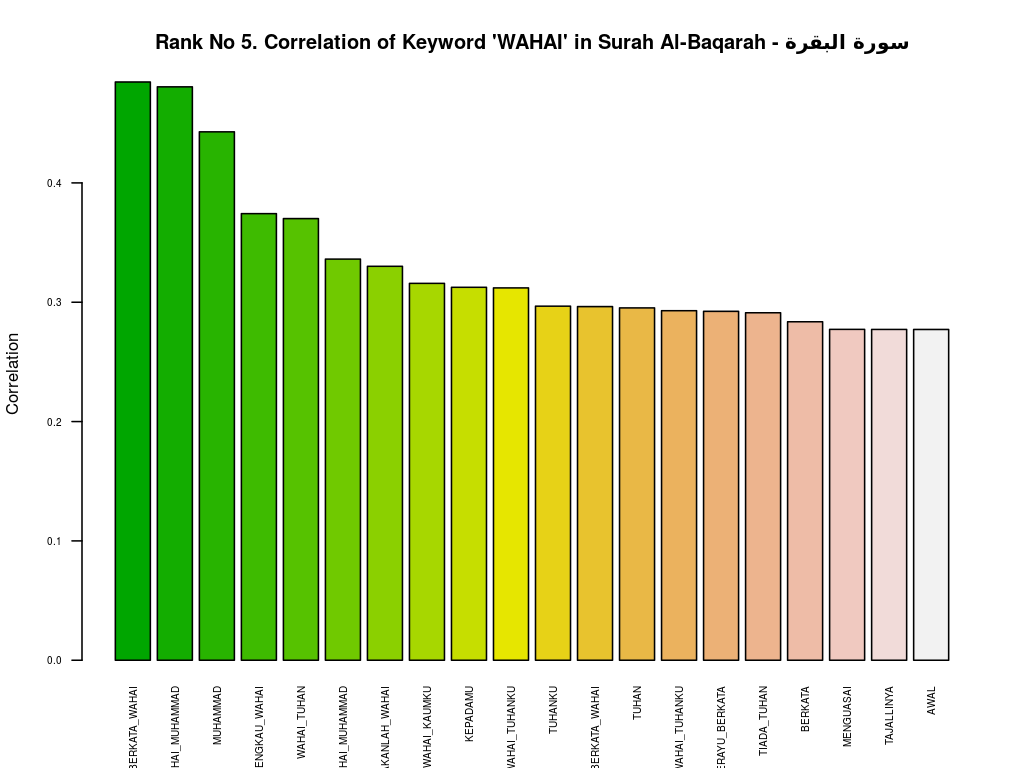 Rank No 5. Correlation of Keyword 'WAHAI' in Surah Al-Baqarah - سورة البقرة
Correlation
0.4
0.3
0.2
0.1
0.0
BERKATA_WAHAI
HAI_MUHAMMAD
MUHAMMAD
ENGKAU_WAHAI
WAHAI_TUHAN
HAI_MUHAMMAD
AKANLAH_WAHAI
WAHAI_KAUMKU
KEPADAMU
WAHAI_TUHANKU
TUHANKU
BERKATA_WAHAI
TUHAN
WAHAI_TUHANKU
ERAYU_BERKATA
TIADA_TUHAN
BERKATA
MENGUASAI
TAJALLINYA
AWAL